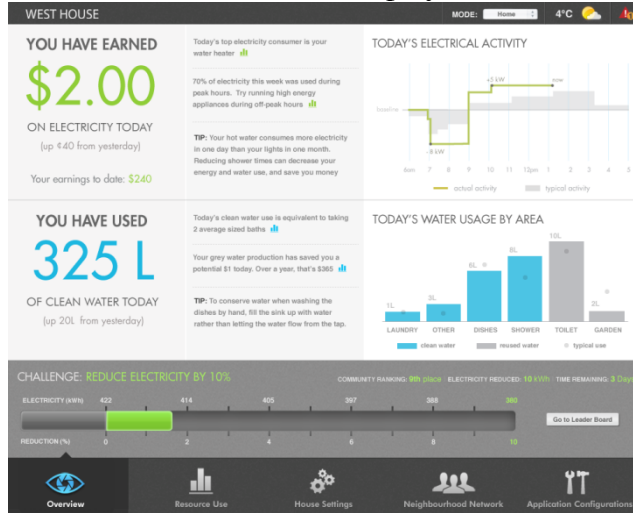 WEST HOUSE
MODE: Home 4°C
YOU HAVE EARNED
$2.00
ON ELECTRICITY TODAY
(up ¢40 from yesterday)
Your earnings to date: $240
Today's top electricity consumer is your
water heater
70% of electricity this week was used during
peak hours. Try running high energy
appliances during off-peak hours
TIP: Your hot water consumes more electricity
in one day than your lights in one month.
Reducing shower times can decrease your
energy and water use, and save you money
TODAY'S ELECTRICAL ACTIVITY
+3 kW
now
baseline
6am 7 8 9 10 11 12pm 1 2 3 4 5
actual activity typical activity
YOU HAVE USED
325 L
OF CLEAN WATER TODAY
(up 20L from yesterday)
Today's clean water use is equivalent to taking
2 average sized baths
Your grey water production has saved you a
potential $1 today. Over a year, that's $365
TIP: To conserve water when washing the
dishes by hand, fill the sink up with water
rather than letting the water flow from the tap.
TODAY'S WATER USAGE BY AREA
1L 3L 6L 8L 10L 2L
LAUNDRY OTHER DISHES SHOWER TOILET GARDEN
clean water reused water typical use
CHALLENGE: REDUCE ELECTRICITY BY 10%
COMMUNITY RANKING: 9th place ELECTRICITY REDUCED: 10 kWh TIME REMAINING: 3 Days
ELECTRICITY (kWh) 422 414 405 397 388 380
Go to Leader Board
REDUCTION (%) 0 2 4 6 8 10
Overview Resource Use House Settings Neighbourhood Network Application Configurations